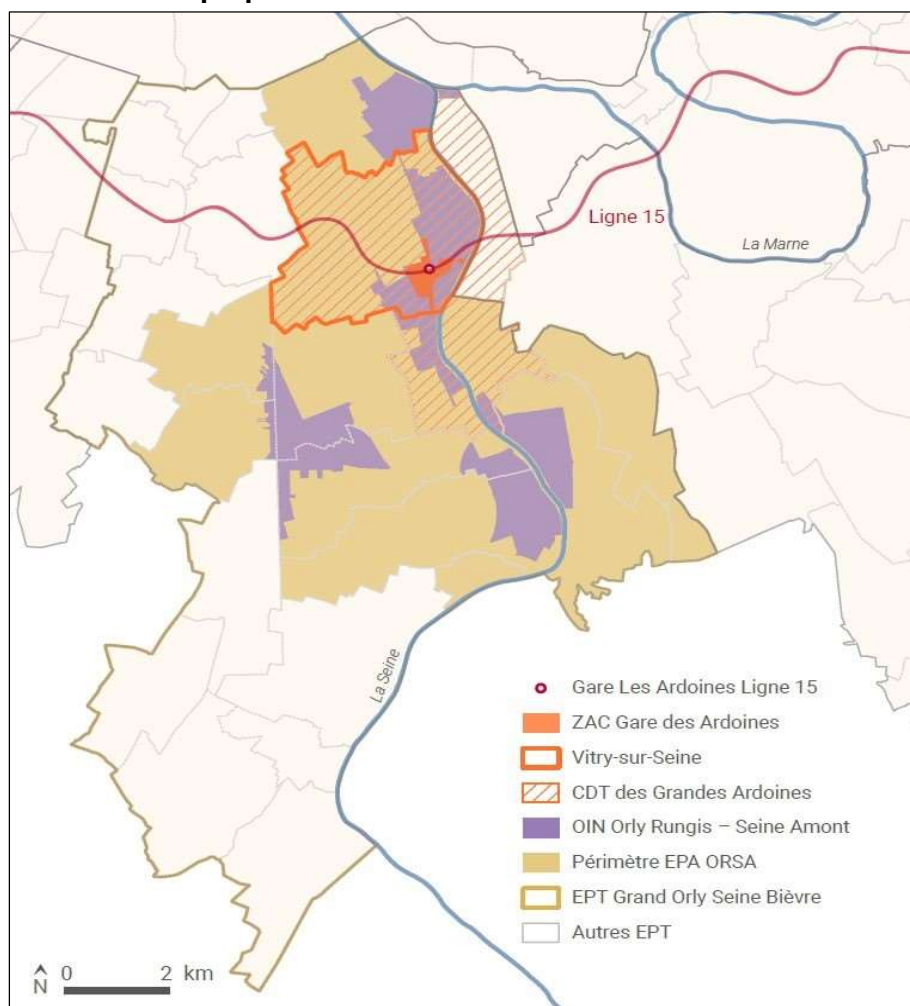 Ligne 15
La Marne
La Seine
Gare Les Ardoines Ligne 15
ZAC Gare des Ardoines
Vitry-sur-Seine
CDT des Grandes Ardoines
OIN Orly Rungis – Seine Amont
Périmètre EPA ORSA
EPT Grand Orly Seine Bièvre
Autres EPT
N 0 2 km